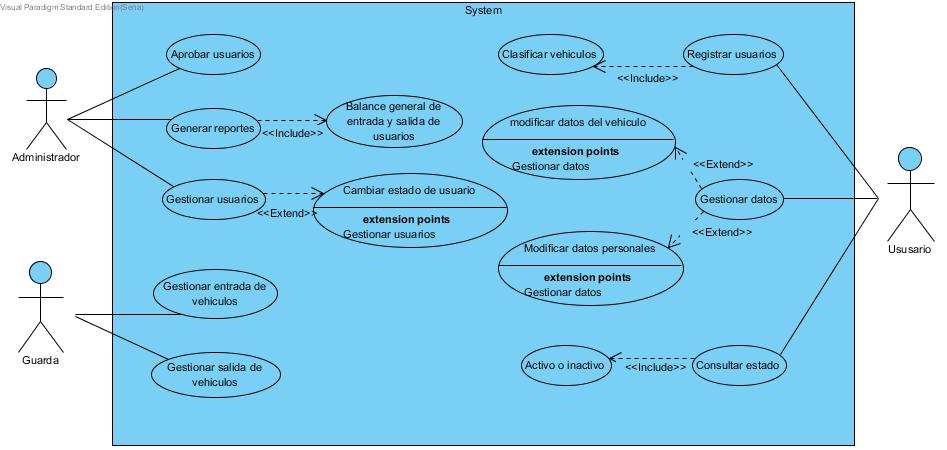 Visual Paradigm Standard Edition(Sena)
System
Aprobar usuarios
Clasificar vehiculos
Registrar usuarios
<<Include>>
Administrador
Generar reportes
<<Include>>
Balance general de
entrada y salida de
usuarios
modificar datos del vehiculo
extension points
Gestionar datos
<<Extend>>
Gestionar usuarios
<<Extend>>
Cambiar estado de usuario
extension points
Gestionar usuarios
Gestionar datos
<<Extend>>
Ususario
Modificar datos personales
extension points
Gestionar datos
Gestionar entrada de
vehiculos
Guarda
Gestionar salida de
vehiculos
Activo o inactivo
<<Include>>
Consultar estado